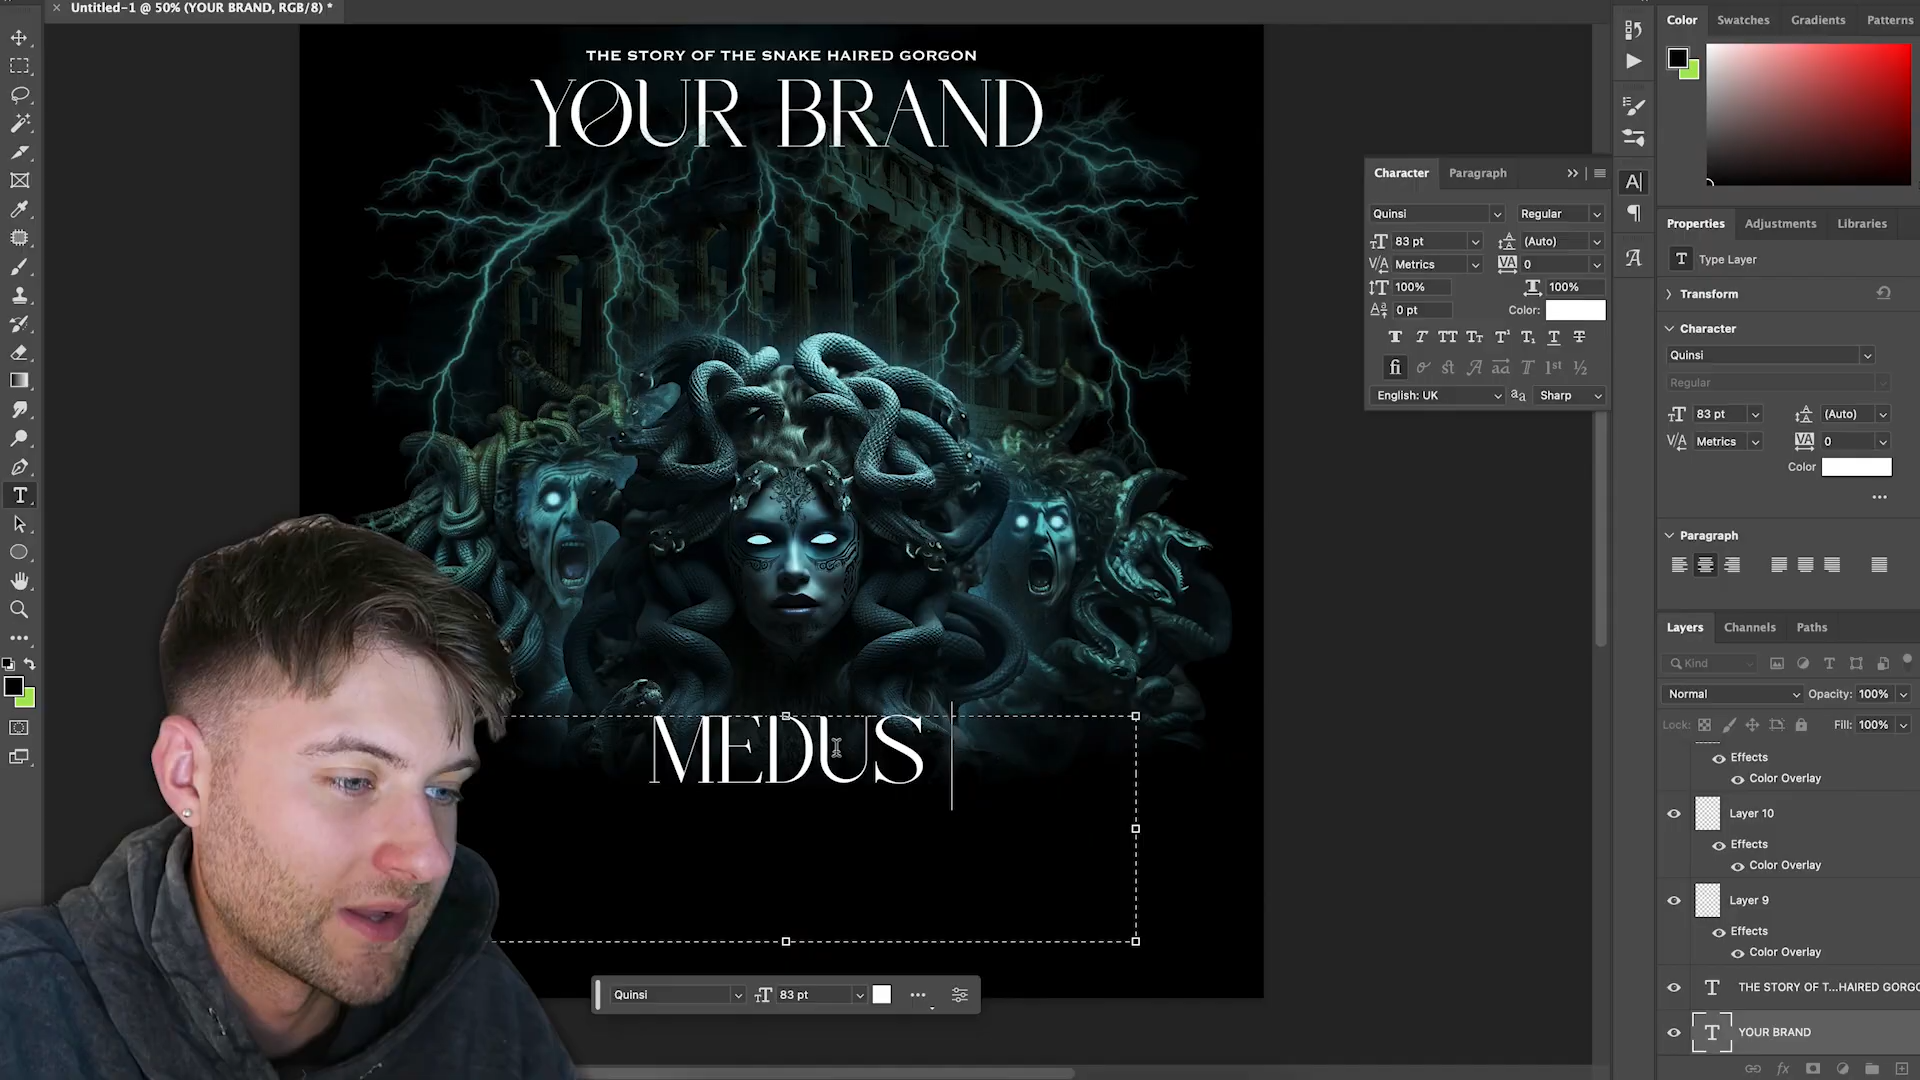 Untitled-1 @ 50% (YOUR BRAND, RGB/8) *
THE STORY OF THE SNAKE HAIRED GORGON
YOUR BRAND
MEDUS
Quinsi
83 pt
Character
Paragraph
Quinsi
Regular
83 pt
(Auto)
Metrics
0
100%
100%
0 pt
Color:
English: UK
Sharp
Color
Swatches
Gradients
Patterns
Properties
Adjustments
Libraries
Type Layer
Transform
Character
Quinsi
Regular
83 pt
(Auto)
Metrics
0
Color
Paragraph
Layers
Channels
Paths
Kind
Normal
Opacity: 100%
Lock:
Fill: 100%
Effects
Color Overlay
Layer 10
Effects
Color Overlay
Layer 9
Effects
Color Overlay
THE STORY OF T...HAIRED GORGO
YOUR BRAND